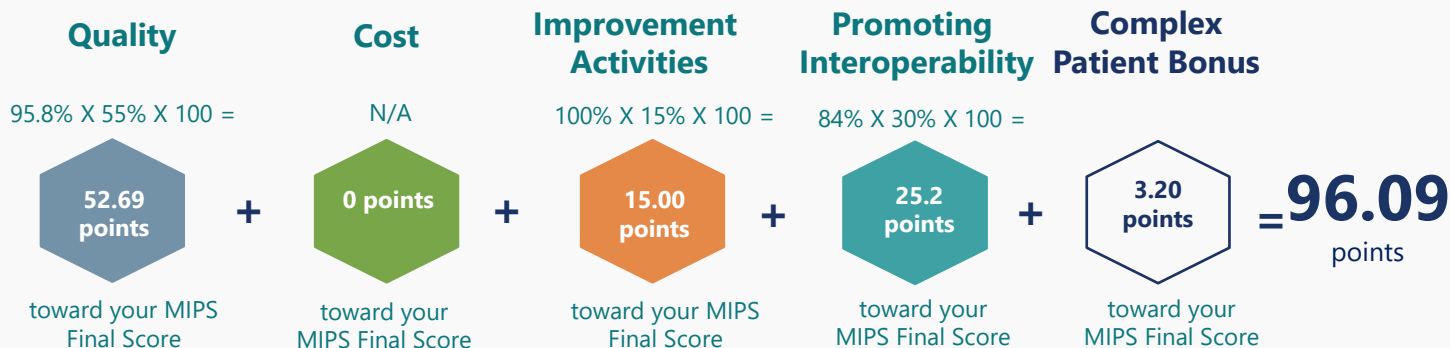 Quality
95.8% X 55% X 100 =
52.69
points
toward your MIPS
Final Score
+
Cost
N/A
0 points
toward your
MIPS Final Score
+
Improvement
Activities
100% X 15% X 100 =
15.00
points
toward your MIPS
Final Score
+
Promoting
Interoperability
84% X 30% X 100 =
25.2
points
toward your
MIPS Final Score
+
Complex
Patient Bonus
3.20
points
toward your
MIPS Final Score
=96.09
points